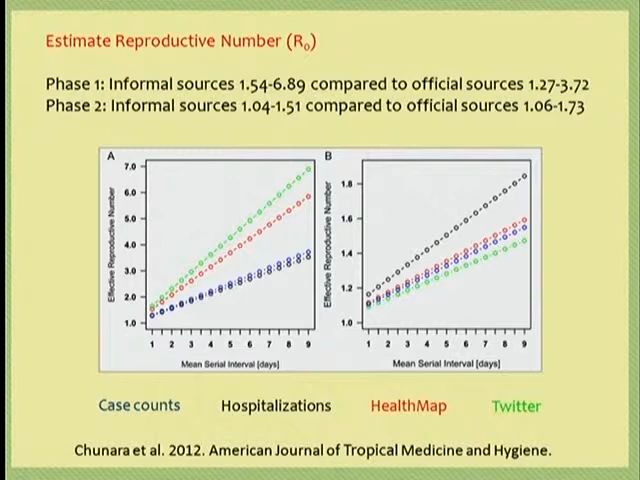 Estimate Reproductive Number (R0)
Phase 1: Informal sources 1.54-6.89 compared to official sources 1.27-3.72
Phase 2: Informal sources 1.04-1.51 compared to official sources 1.06-1.73
A
B
7.0
6.0
5.0
4.0
3.0
2.0
1.0
Effective Reproductive Number
1 2 3 4 5 6 7 8 9
Mean Serial Interval [days]
1.8
1.6
1.4
1.2
1.0
Effective Reproductive Number
1 2 3 4 5 6 7 8 9
Mean Serial Interval [days]
Case counts Hospitalizations HealthMap Twitter
Chunara et al. 2012. American Journal of Tropical Medicine and Hygiene.